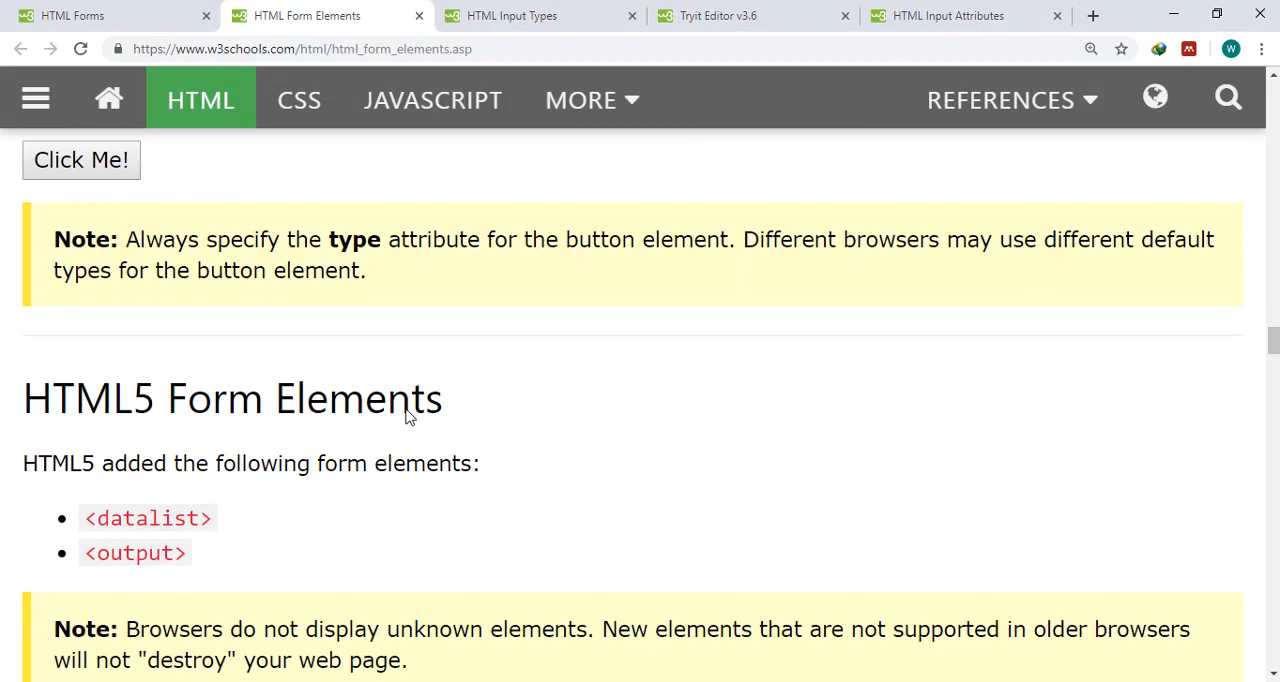 HTML Forms
HTML Form Elements
HTML Input Types
Tryit Editor v3.6
HTML Input Attributes
https://www.w3schools.com/html/html_form_elements.asp
W
HTML
CSS
JAVASCRIPT
MORE
REFERENCES
Click Me!
Note: Always specify the type attribute for the button element. Different browsers may use different default
types for the button element.
HTML5 Form Elements
HTML5 added the following form elements:
• <datalist>
• <output>
Note: Browsers do not display unknown elements. New elements that are not supported in older browsers
will not "destroy" your web page.